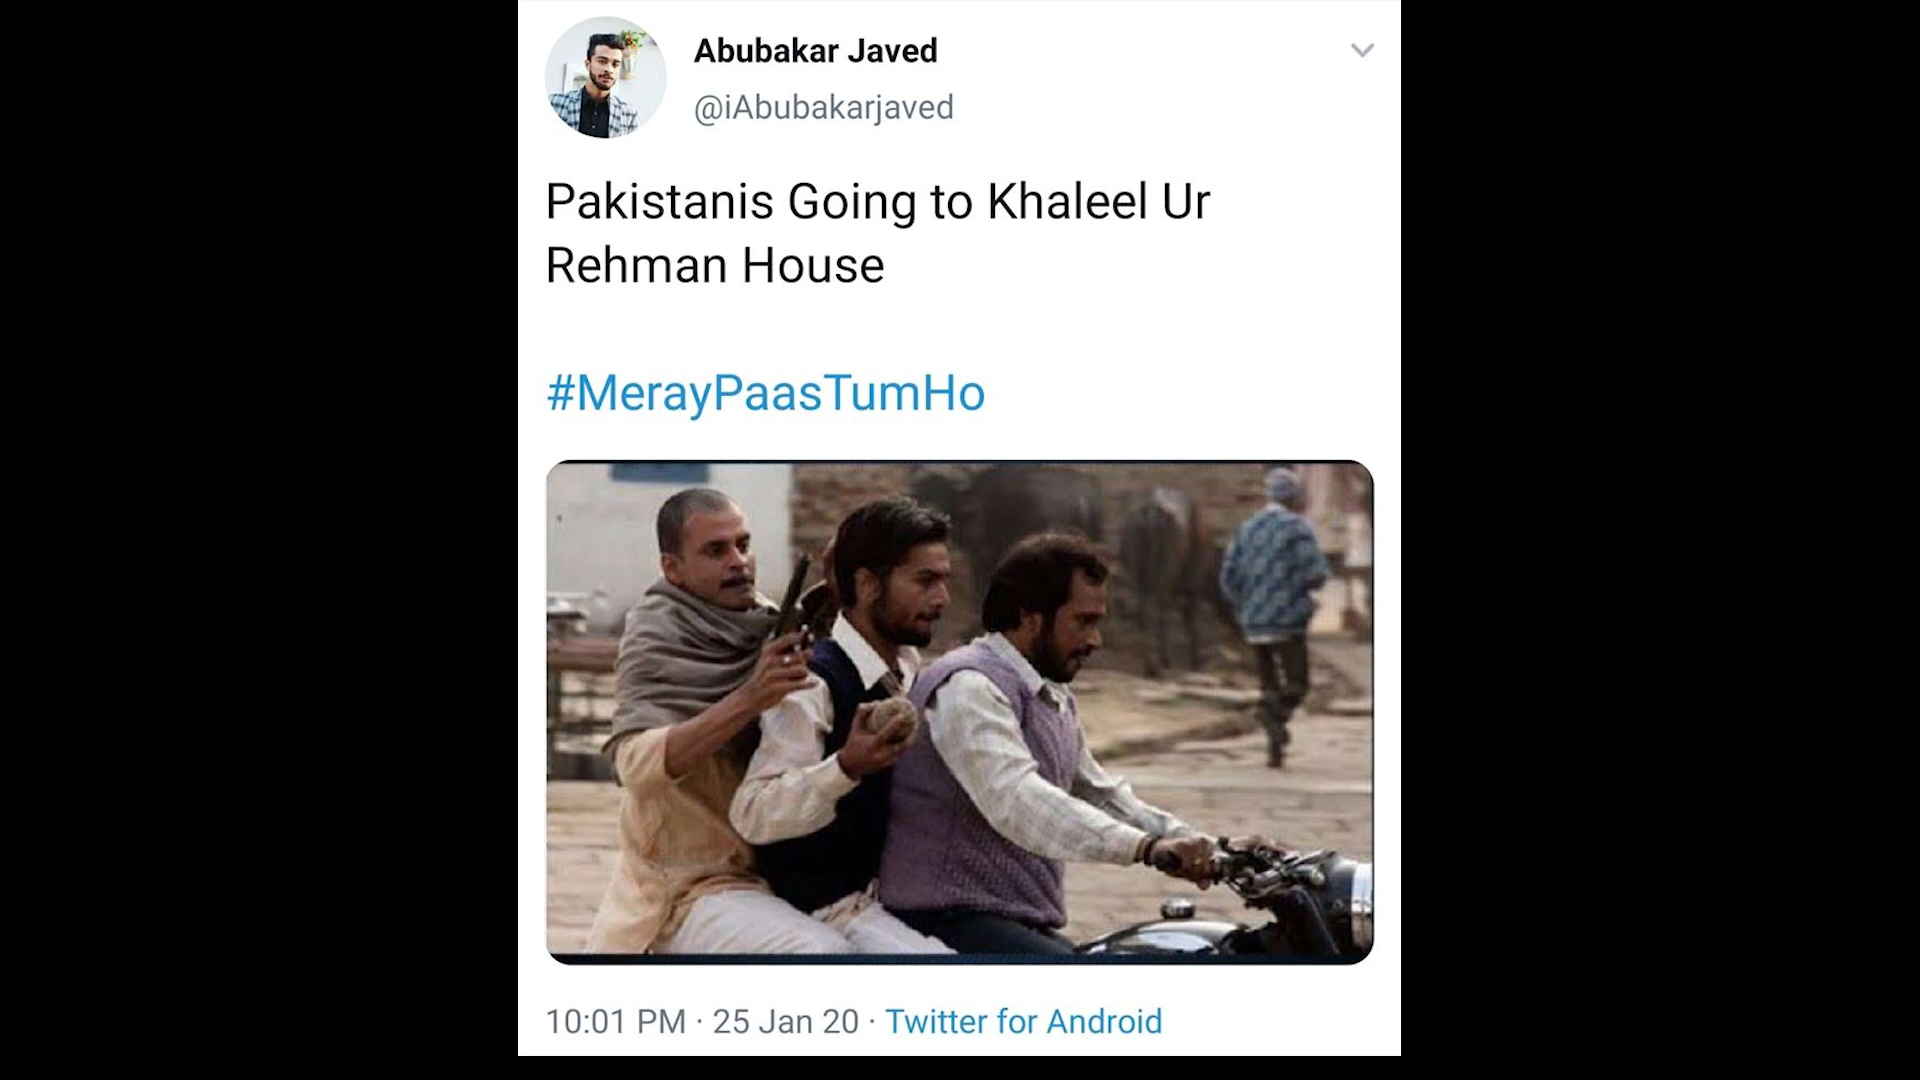 Abubakar Javed
@iAbubakarjaved
Pakistanis Going to Khaleel Ur
Rehman House
#MerayPaasTumHo
10:01 PM · 25 Jan 20 · Twitter for Android